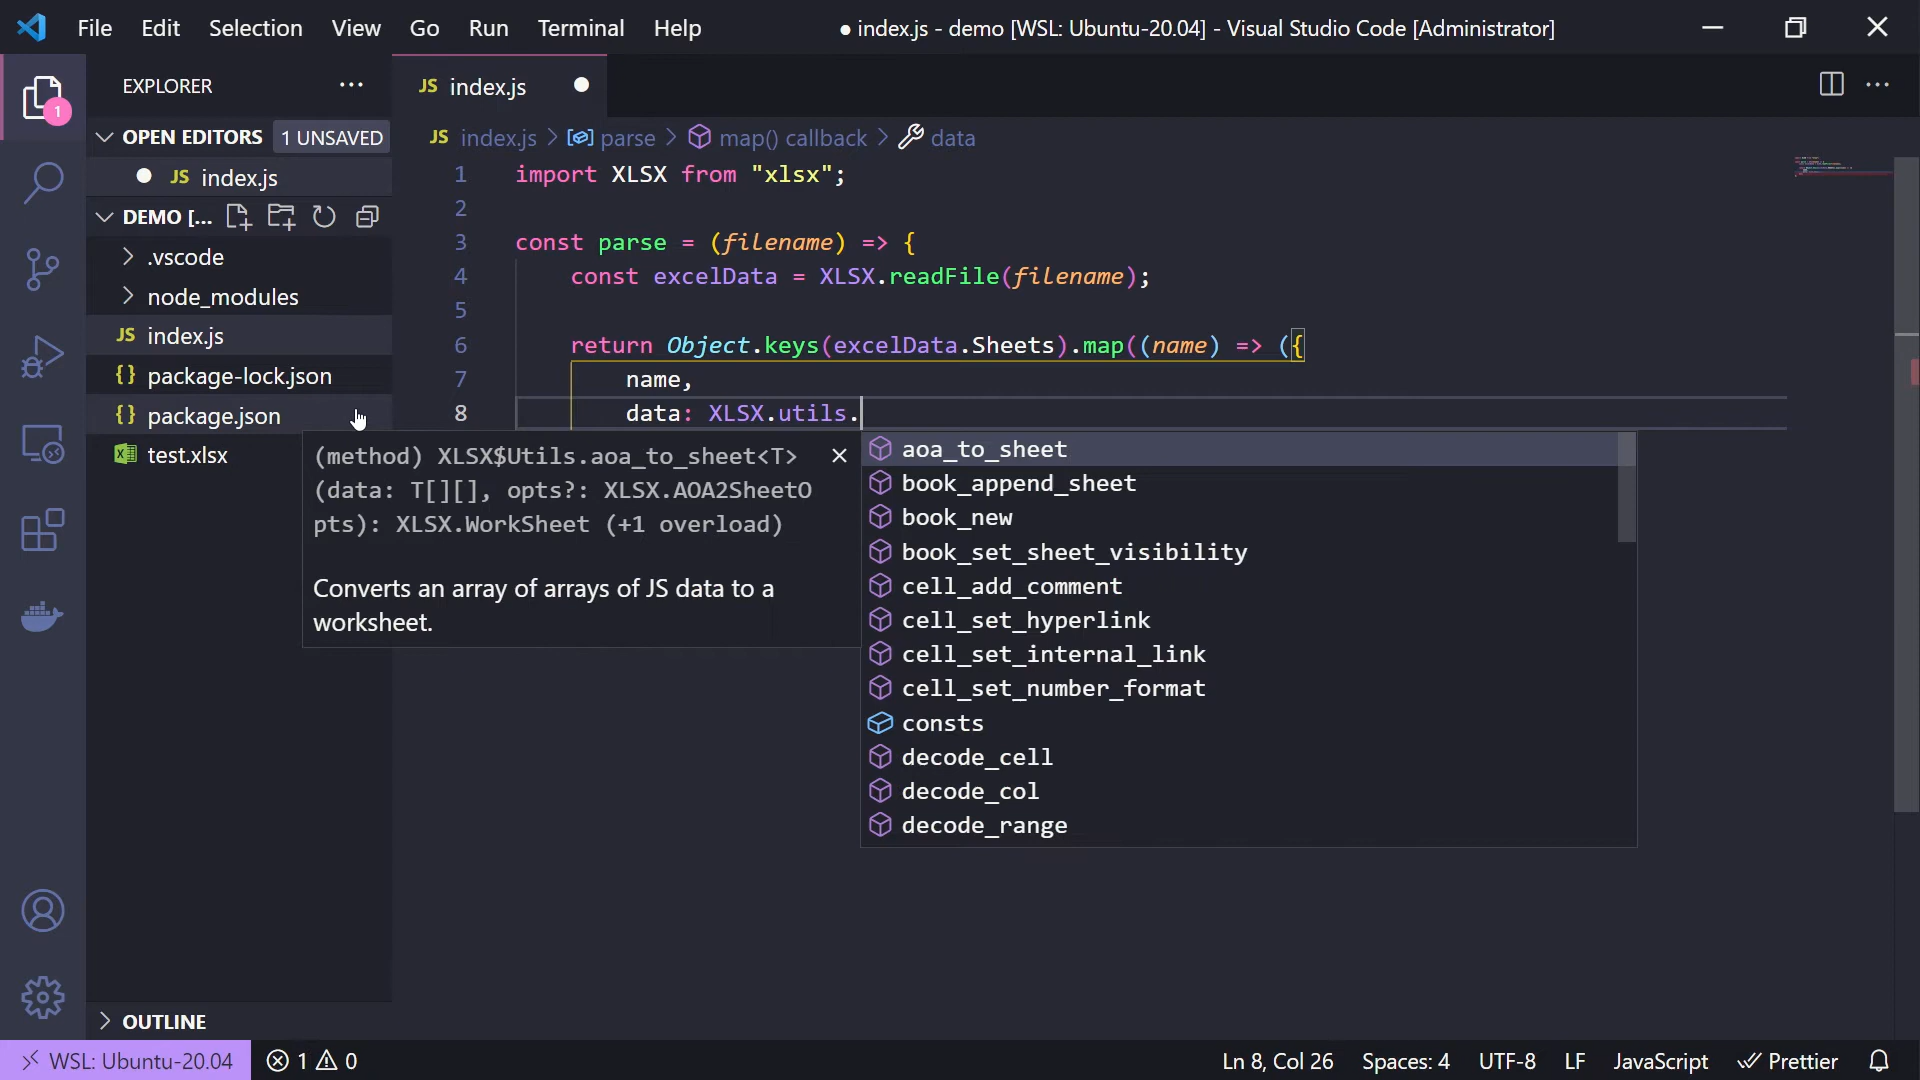 File Edit Selection View Go Run Terminal Help
● index.js - demo [WSL: Ubuntu-20.04] - Visual Studio Code [Administrator]
EXPLORER ···
1
OPEN EDITORS 1 UNSAVED
JS index.js
DEMO [...
.vscode
node_modules
JS index.js
{} package-lock.json
{} package.json
test.xlsx
OUTLINE
JS index.js
JS index.js > parse > map() callback > data
1 import XLSX from "xlsx";
2
3 const parse = (filename) => {
4 const excelData = XLSX.readFile(filename);
5
6 return Object.keys(excelData.Sheets).map((name) => ({
7 name,
8 data: XLSX.utils.
(method) XLSX$Utils.aoa_to_sheet<T>
(data: T[][], opts?: XLSX.AOA2SheetO
pts): XLSX.WorkSheet (+1 overload)
Converts an array of arrays of JS data to a
worksheet.
aoa_to_sheet
book_append_sheet
book_new
book_set_sheet_visibility
cell_add_comment
cell_set_hyperlink
cell_set_internal_link
cell_set_number_format
consts
decode_cell
decode_col
decode_range
WSL: Ubuntu-20.04 1 0 Ln 8, Col 26 Spaces: 4 UTF-8 LF JavaScript Prettier